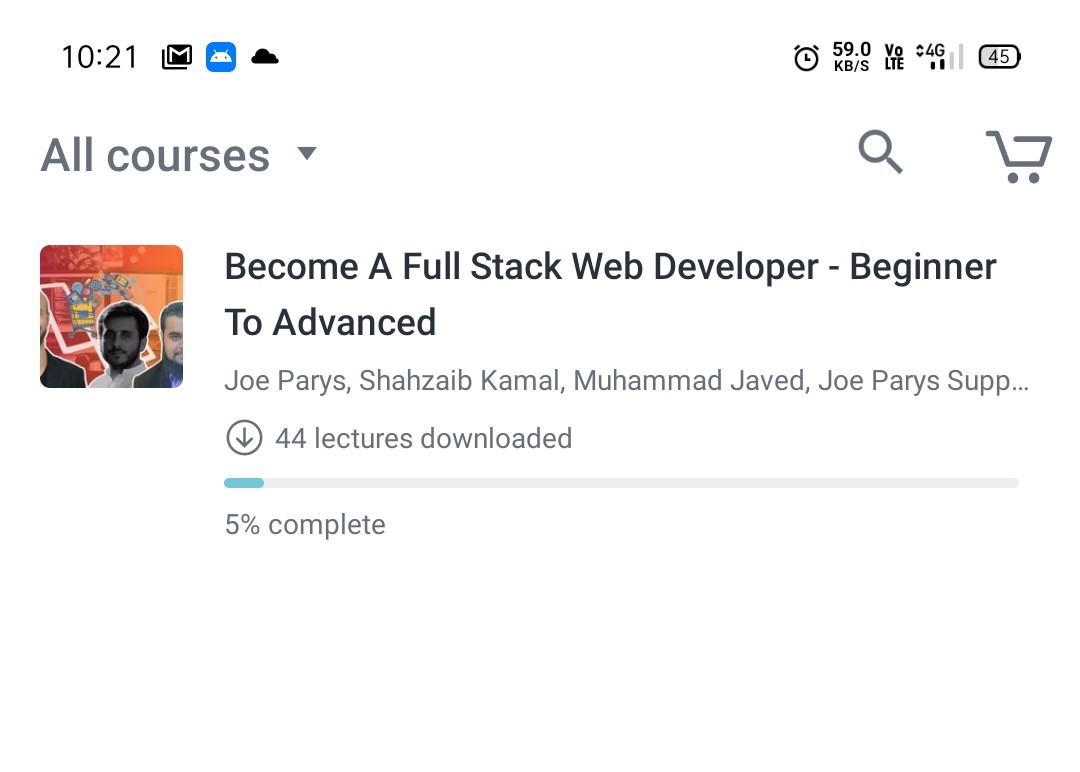 10:21 59.0 KB/S Vo LTE 4G 45
All courses
Become A Full Stack Web Developer - Beginner
To Advanced
Joe Parys, Shahzaib Kamal, Muhammad Javed, Joe Parys Supp...
44 lectures downloaded
5% complete